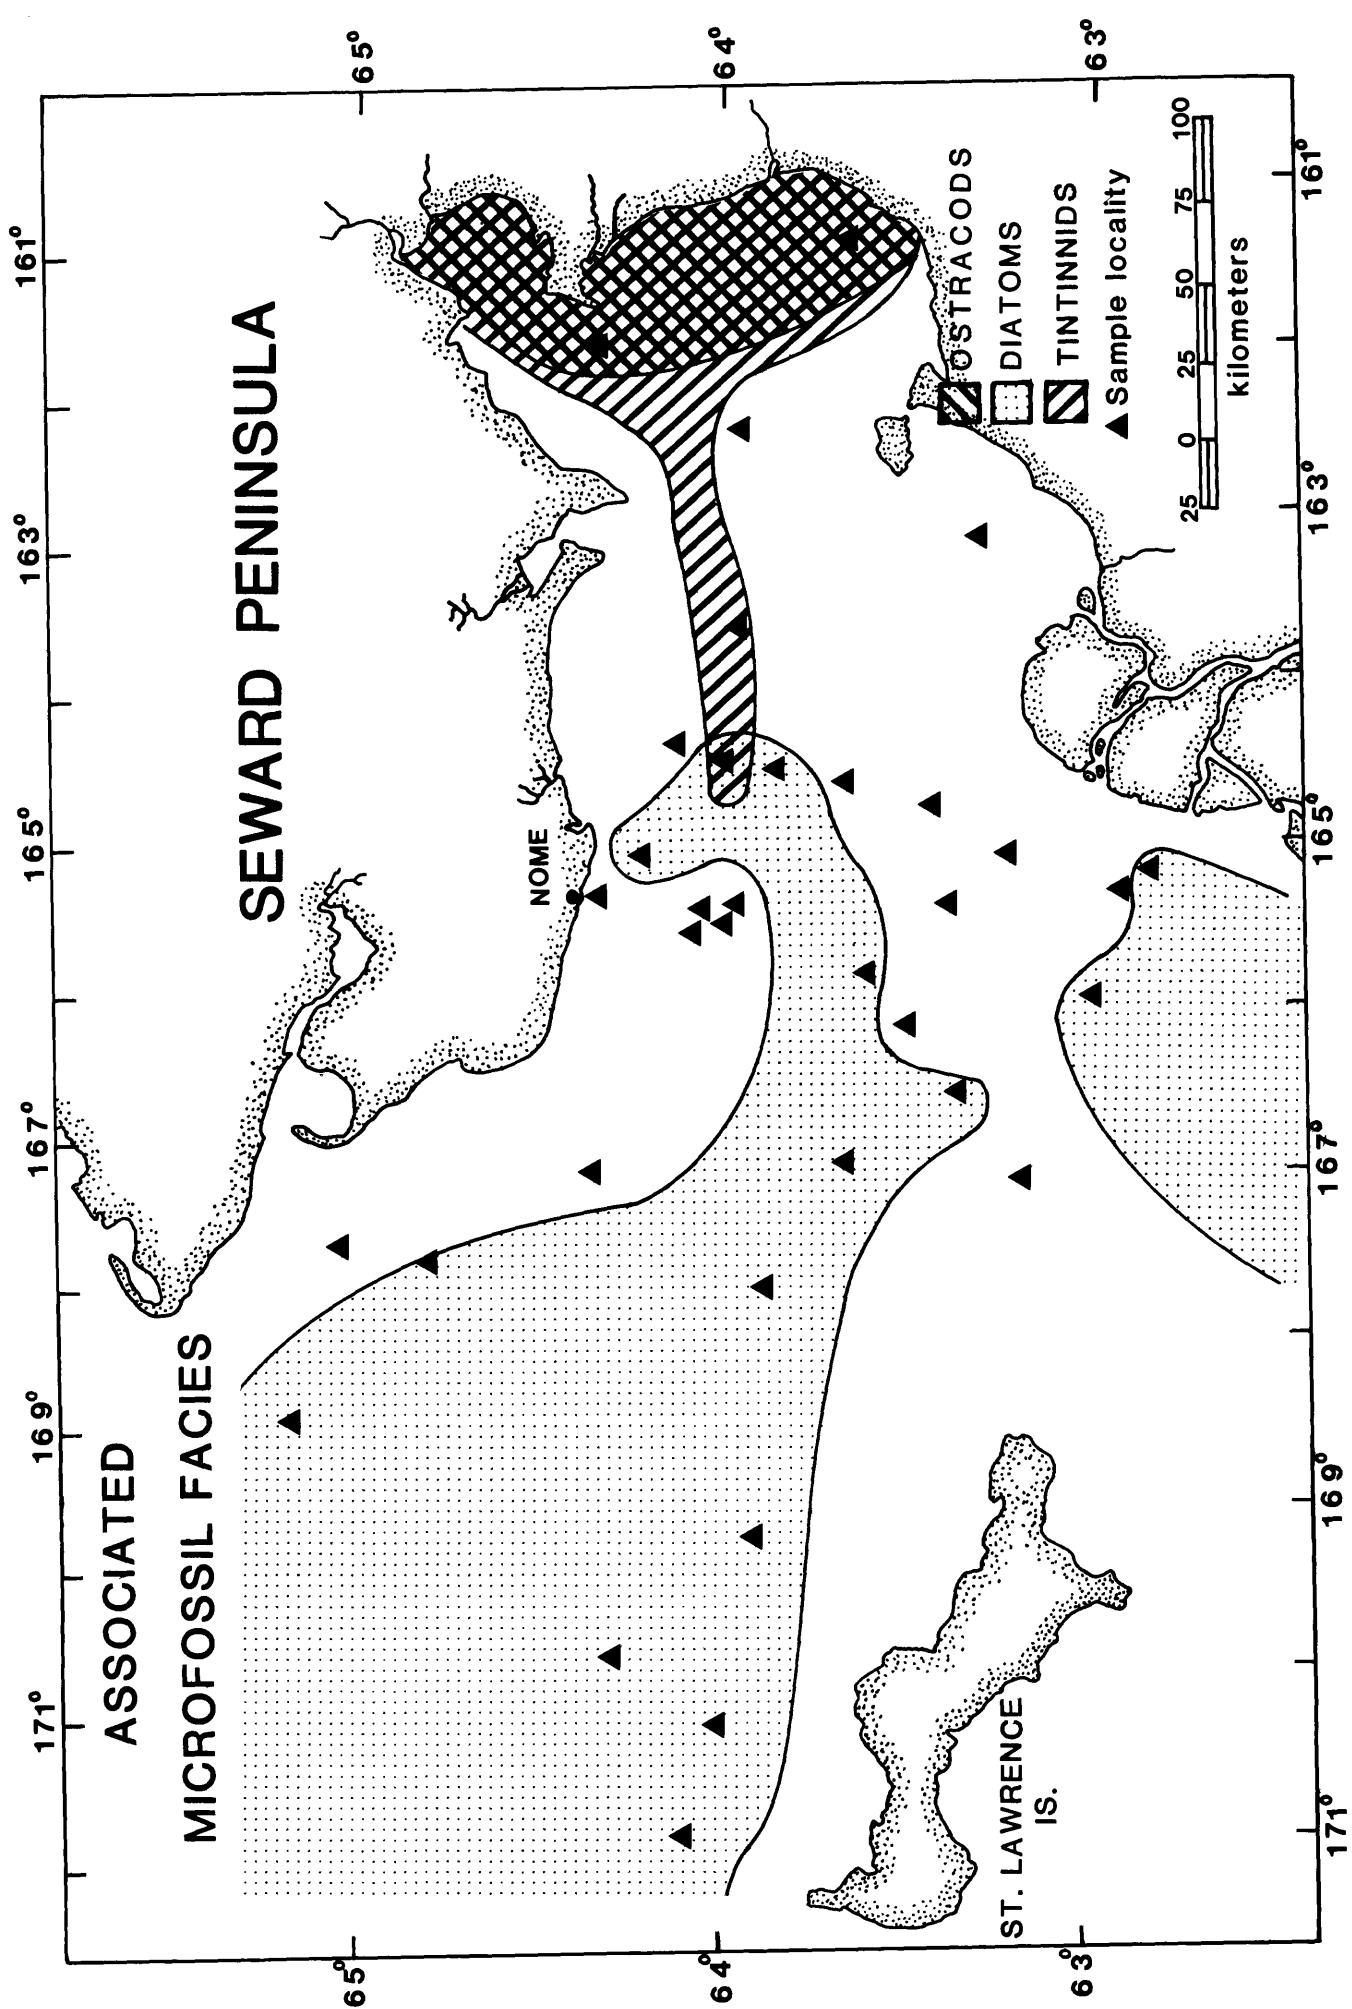 ASSOCIATED
MICROFOSSIL FACIES
SEWARD PENINSULA
NOME
ST. LAWRENCE
IS.
OSTRACODS
DIATOMS
TINTINNIDS
Sample locality
25 0 25 50 75 100
kilometers
171° 169° 167° 165° 163° 161°
65° 65°
64° 64°
63° 63°
171° 169° 167° 165° 163° 161°